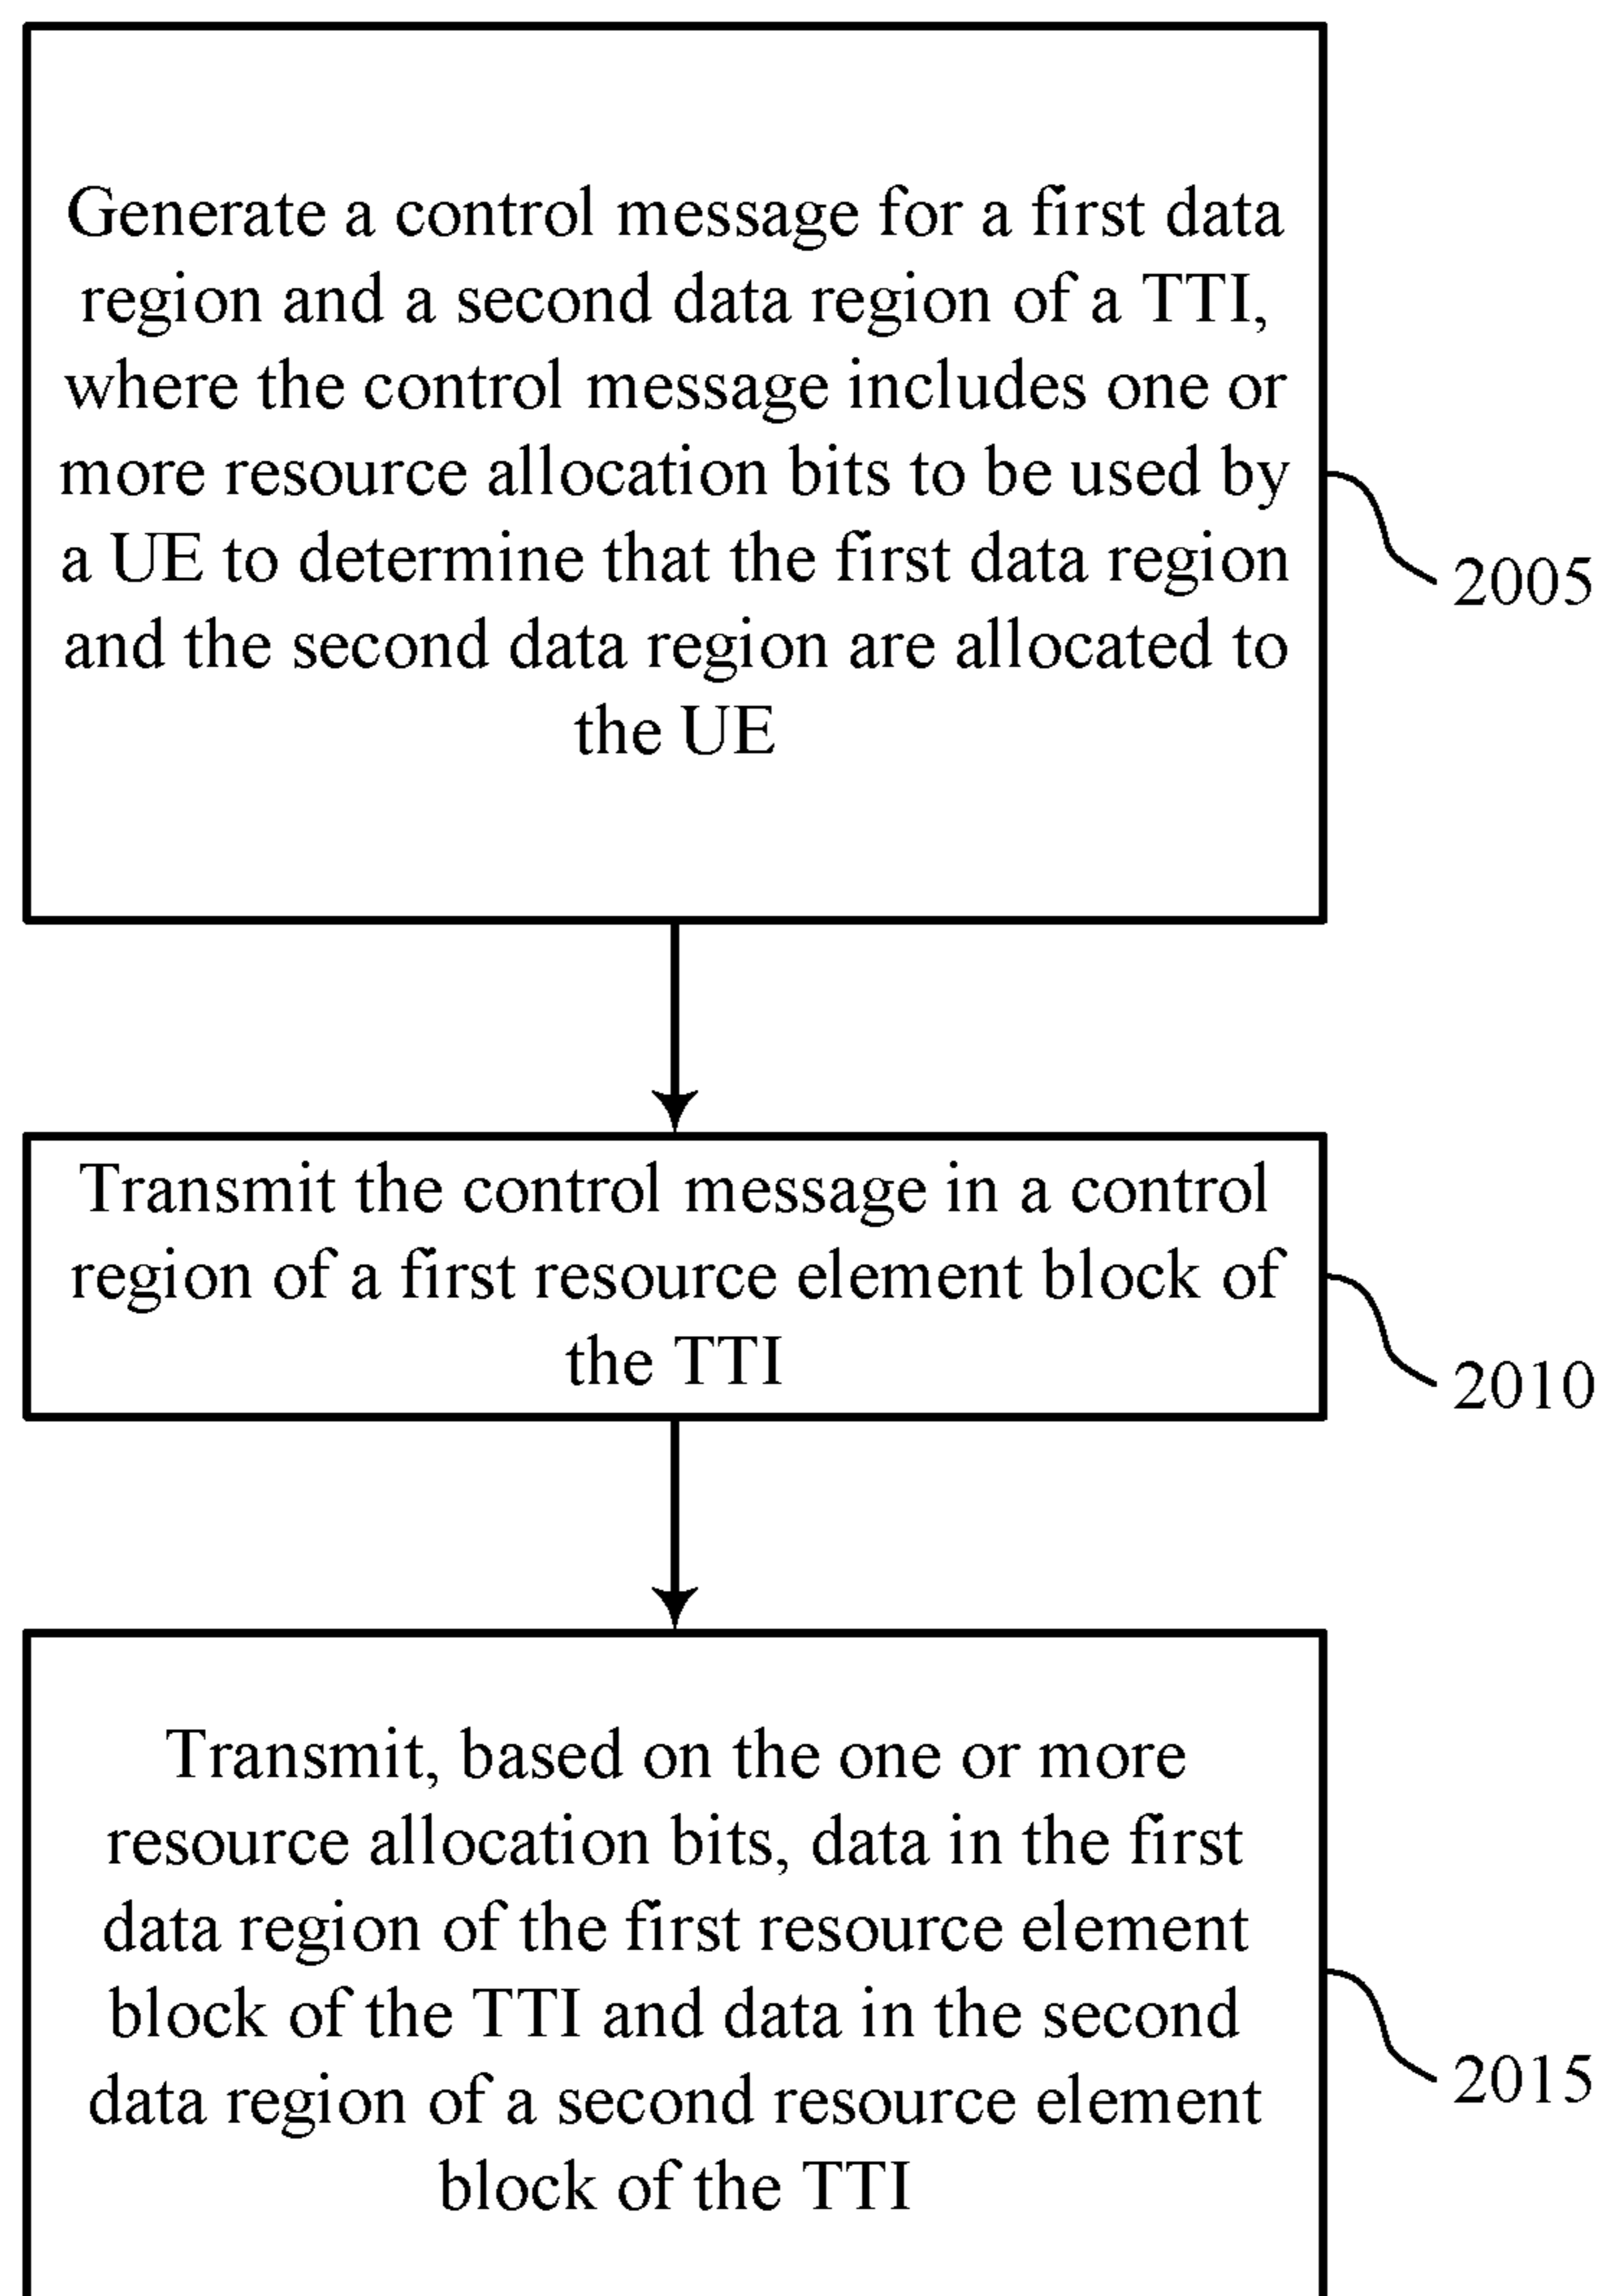 Generate a control message for a first data
region and a second data region of a TTI,
where the control message includes one or
more resource allocation bits to be used by
a UE to determine that the first data region
and the second data region are allocated to
the UE
2005
Transmit the control message in a control
region of a first resource element block of
the TTI
2010
Transmit, based on the one or more
resource allocation bits, data in the first
data region of the first resource element
block of the TTI and data in the second
data region of a second resource element
block of the TTI
2015